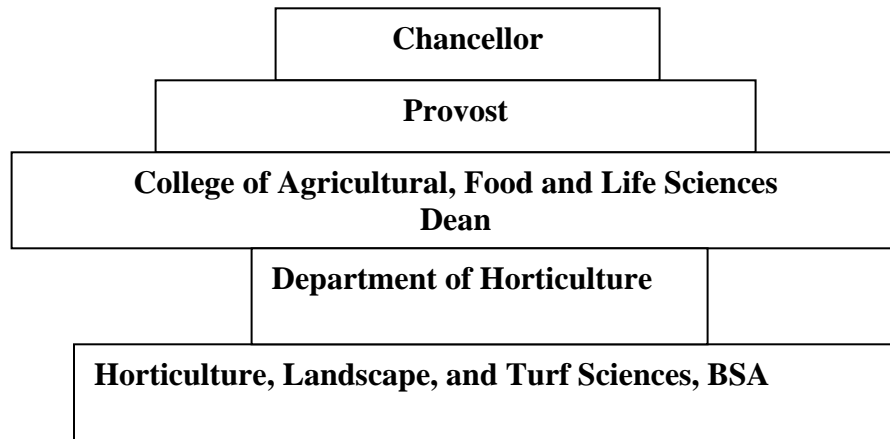 Chancellor
Provost
College of Agricultural, Food and Life Sciences
Dean
Department of Horticulture
Horticulture, Landscape, and Turf Sciences, BSA